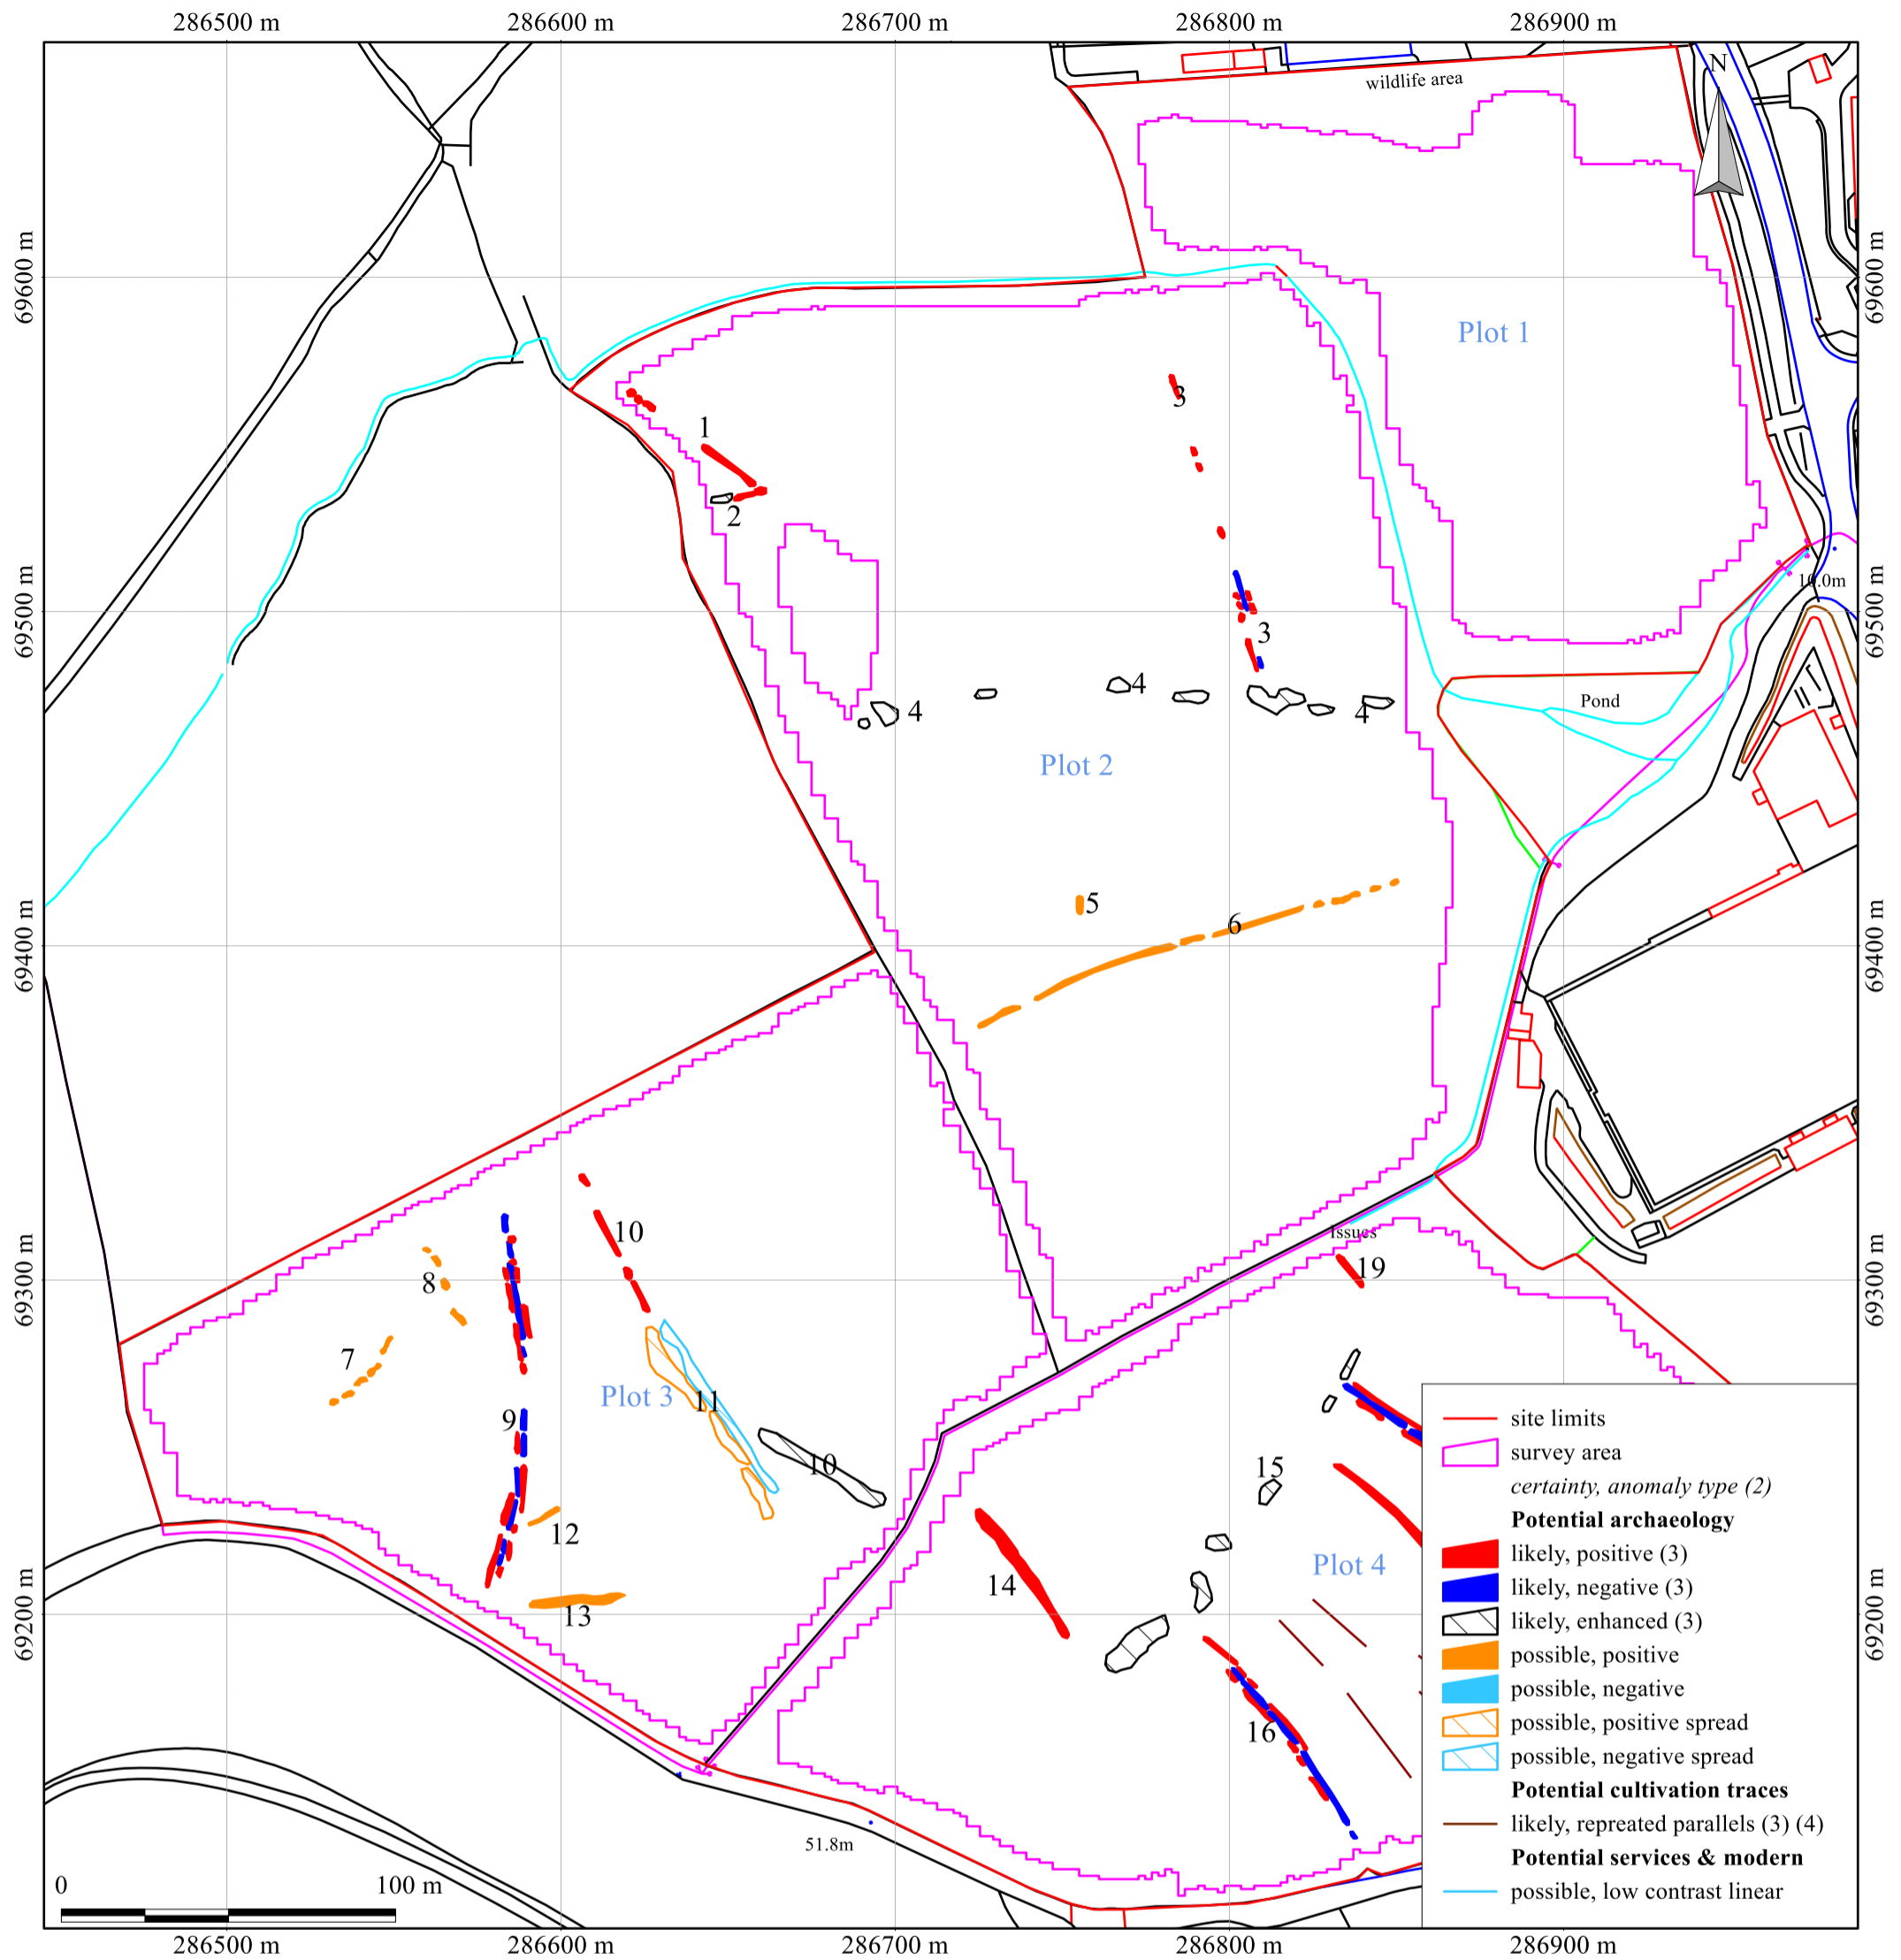 286500 m 286600 m 286700 m 286800 m 286900 m
wildlife area
N
69600 m 69600 m
Plot 1
3
1
2
10.0m
69500 m 69500 m
3
4 4 4
Pond
Plot 2
5
6
69400 m 69400 m
10
Issues
19
69300 m 69300 m
8
7
Plot 3
11
9
10
15
12
14
Plot 4
13
69200 m 69200 m
16
51.8m
0 100 m
site limits
survey area
certainty, anomaly type (2)
Potential archaeology
likely, positive (3)
likely, negative (3)
likely, enhanced (3)
possible, positive
possible, negative
possible, positive spread
possible, negative spread
Potential cultivation traces
likely, repreated parallels (3) (4)
Potential services & modern
possible, low contrast linear
286500 m 286600 m 286700 m 286800 m 286900 m